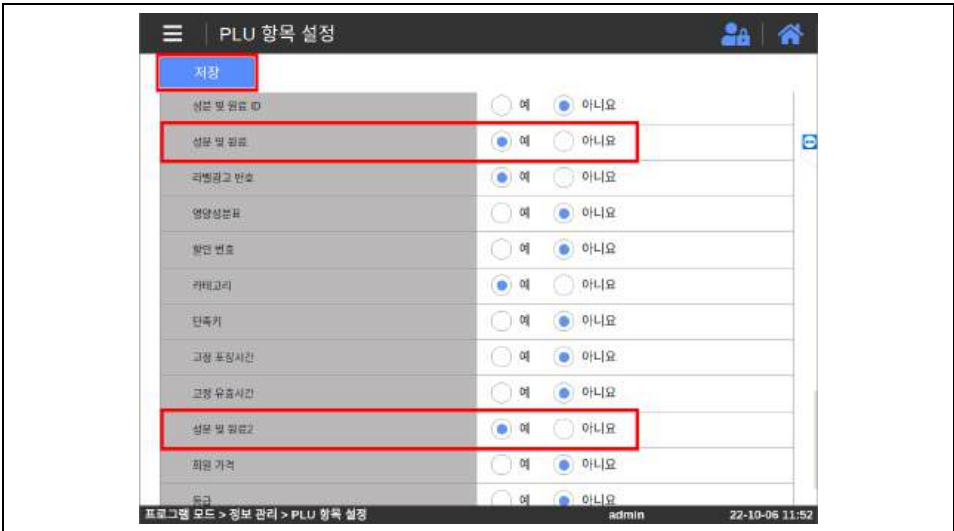 PLU 항목 설정
저장
성분 및 원료 ID 예 아니요
성분 및 원료 예 아니요
라벨광고 번호 예 아니요
영양성분표 예 아니요
할인 번호 예 아니요
카테고리 예 아니요
단축키 예 아니요
고정 포장시간 예 아니요
고정 유효시간 예 아니요
성분 및 원료2 예 아니요
회원 가격 예 아니요
등급 예 아니요
프로그램 모드 > 정보 관리 > PLU 항목 설정 admin 22-10-06 11:52